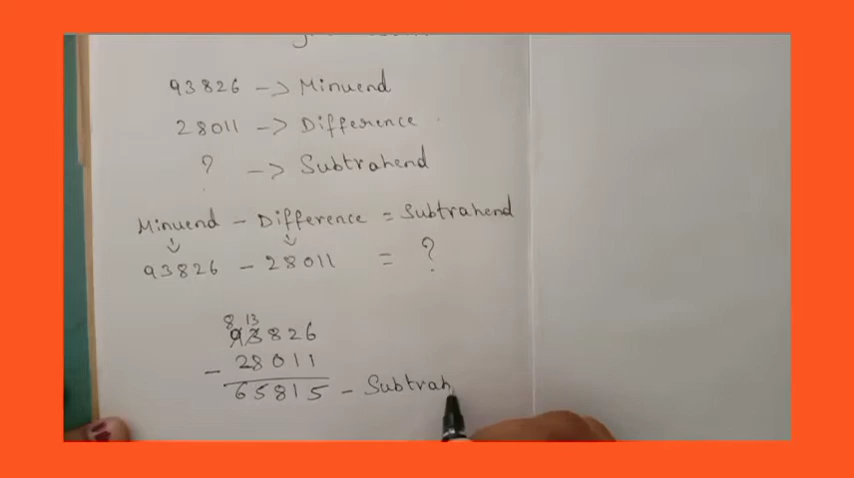 93826 -> Minuend
28011 -> Difference
? -> Subtrahend
Minuend - Difference = Subtrahend
93826 - 28011 = ?
8 13
93826
- 28011
65815 - Subtrah